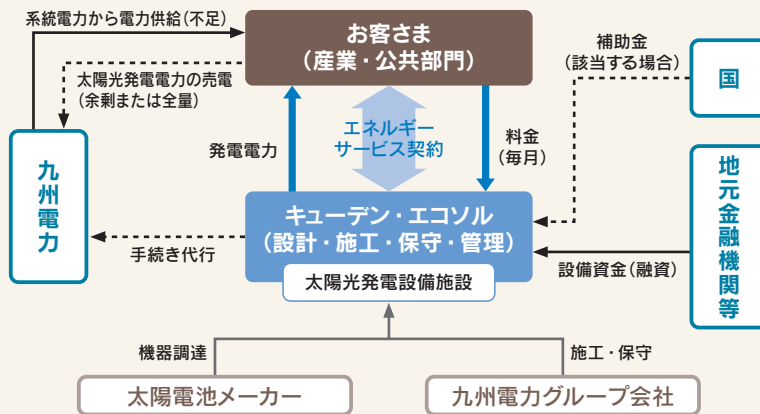 系統電力から電力供給（不足）
お客さま
（産業・公共部門）
補助金
（該当する場合）
国
太陽光発電電力の売電
（余剰または全量）
発電電力
エネルギー
サービス契約
料金
（毎月）
九州電力
地元金融機関等
キューデン・エコソル
（設計・施工・保守・管理）
手続き代行
設備資金（融資）
太陽光発電設備施設
機器調達
施工・保守
太陽電池メーカー
九州電力グループ会社